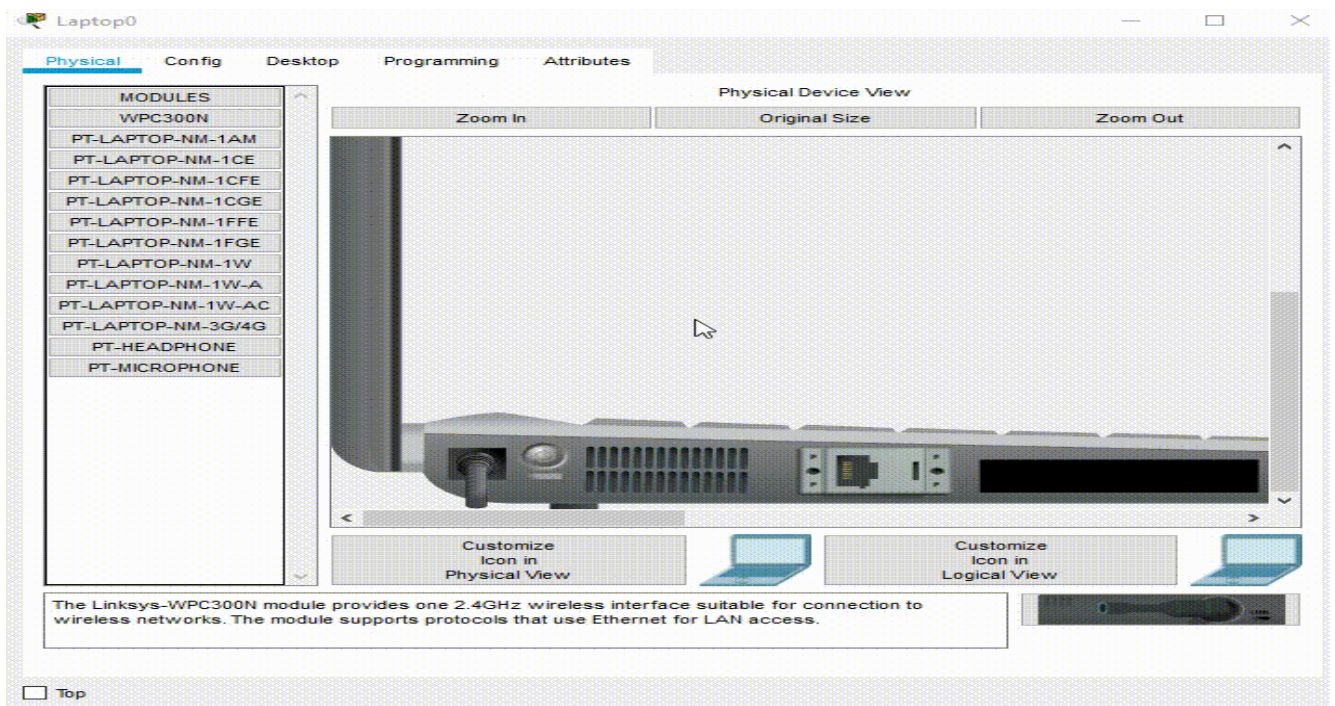 Laptop0
Physical Config Desktop Programming Attributes
MODULES
WPC300N
PT-LAPTOP-NM-1AM
PT-LAPTOP-NM-1CE
PT-LAPTOP-NM-1CFE
PT-LAPTOP-NM-1CGE
PT-LAPTOP-NM-1FFE
PT-LAPTOP-NM-1FGE
PT-LAPTOP-NM-1W
PT-LAPTOP-NM-1W-A
PT-LAPTOP-NM-1W-AC
PT-LAPTOP-NM-3G/4G
PT-HEADPHONE
PT-MICROPHONE
Physical Device View
Zoom In Original Size Zoom Out
Customize
Icon in
Physical View
Customize
Icon in
Logical View
The Linksys-WPC300N module provides one 2.4GHz wireless interface suitable for connection to
wireless networks. The module supports protocols that use Ethernet for LAN access.
Top